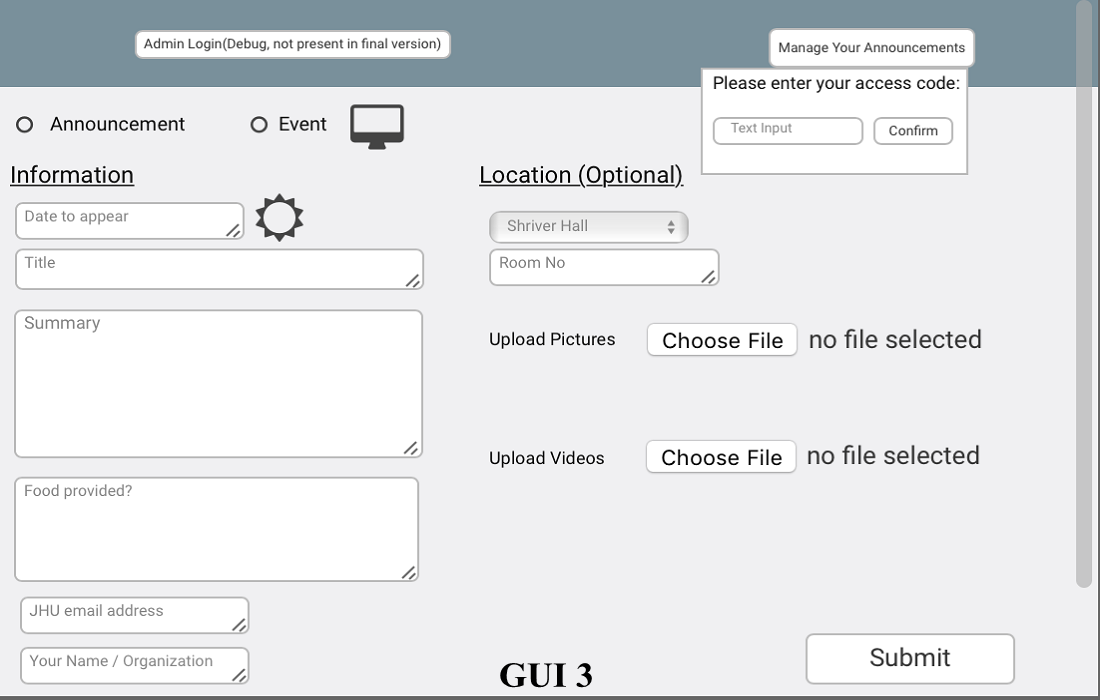 Admin Login(Debug, not present in final version)
Manage Your Announcements
Please enter your access code:
Text Input
Confirm
Announcement
Event
Information
Date to appear
Title
Summary
Food provided?
JHU email address
Your Name / Organization
Location (Optional)
Shriver Hall
Room No
Upload Pictures
Choose File no file selected
Upload Videos
Choose File no file selected
Submit
GUI 3